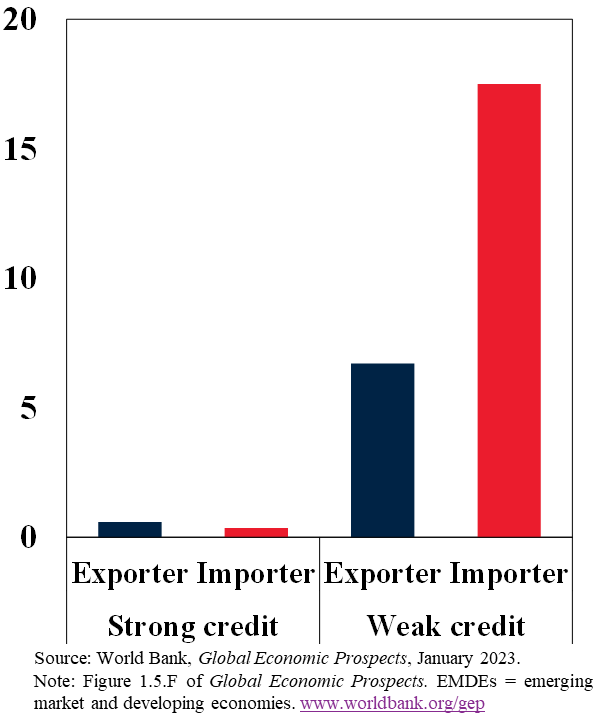 20
15
10
5
0
Exporter Importer Exporter Importer
Strong credit Weak credit
Source: World Bank, Global Economic Prospects, January 2023.
Note: Figure 1.5.F of Global Economic Prospects. EMDEs = emerging
market and developing economies. www.worldbank.org/gep